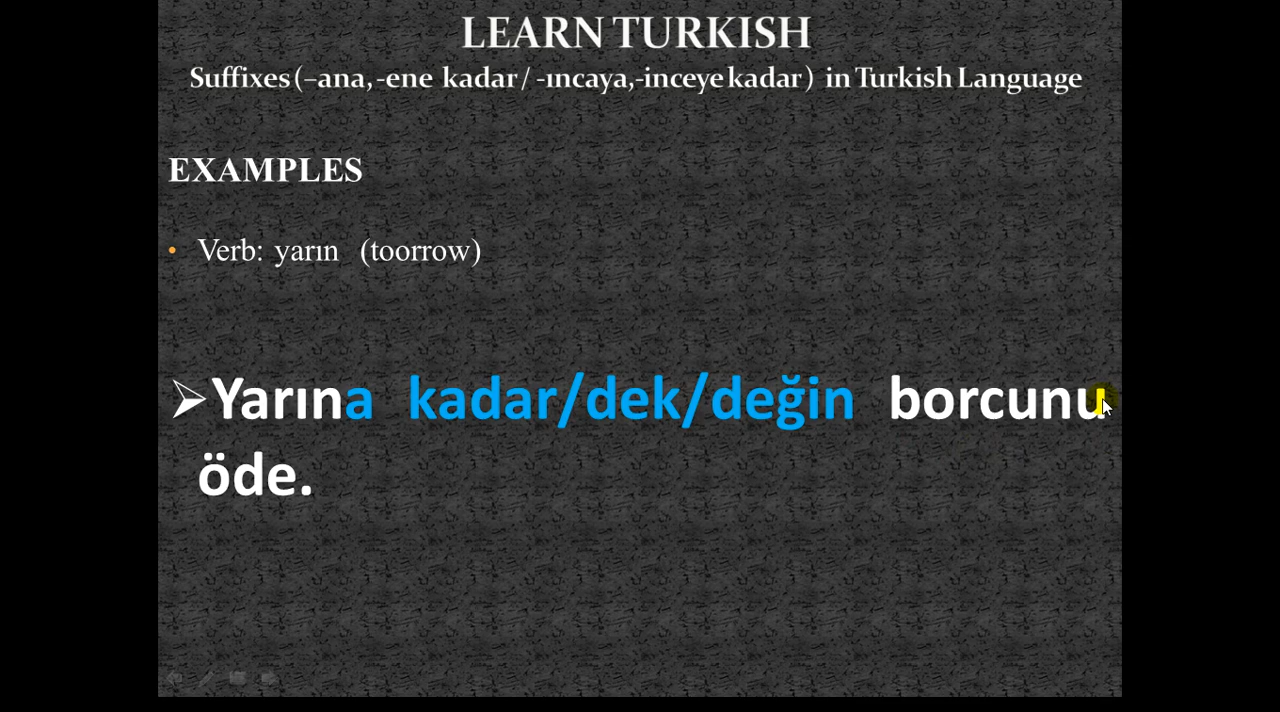 LEARN TURKISH
Suffixes (–ana, -ene kadar / -ıncaya,-inceye kadar) in Turkish Language
EXAMPLES
• Verb: yarın (toorrow)
➢Yarına kadar/dek/değin borcunu
öde.